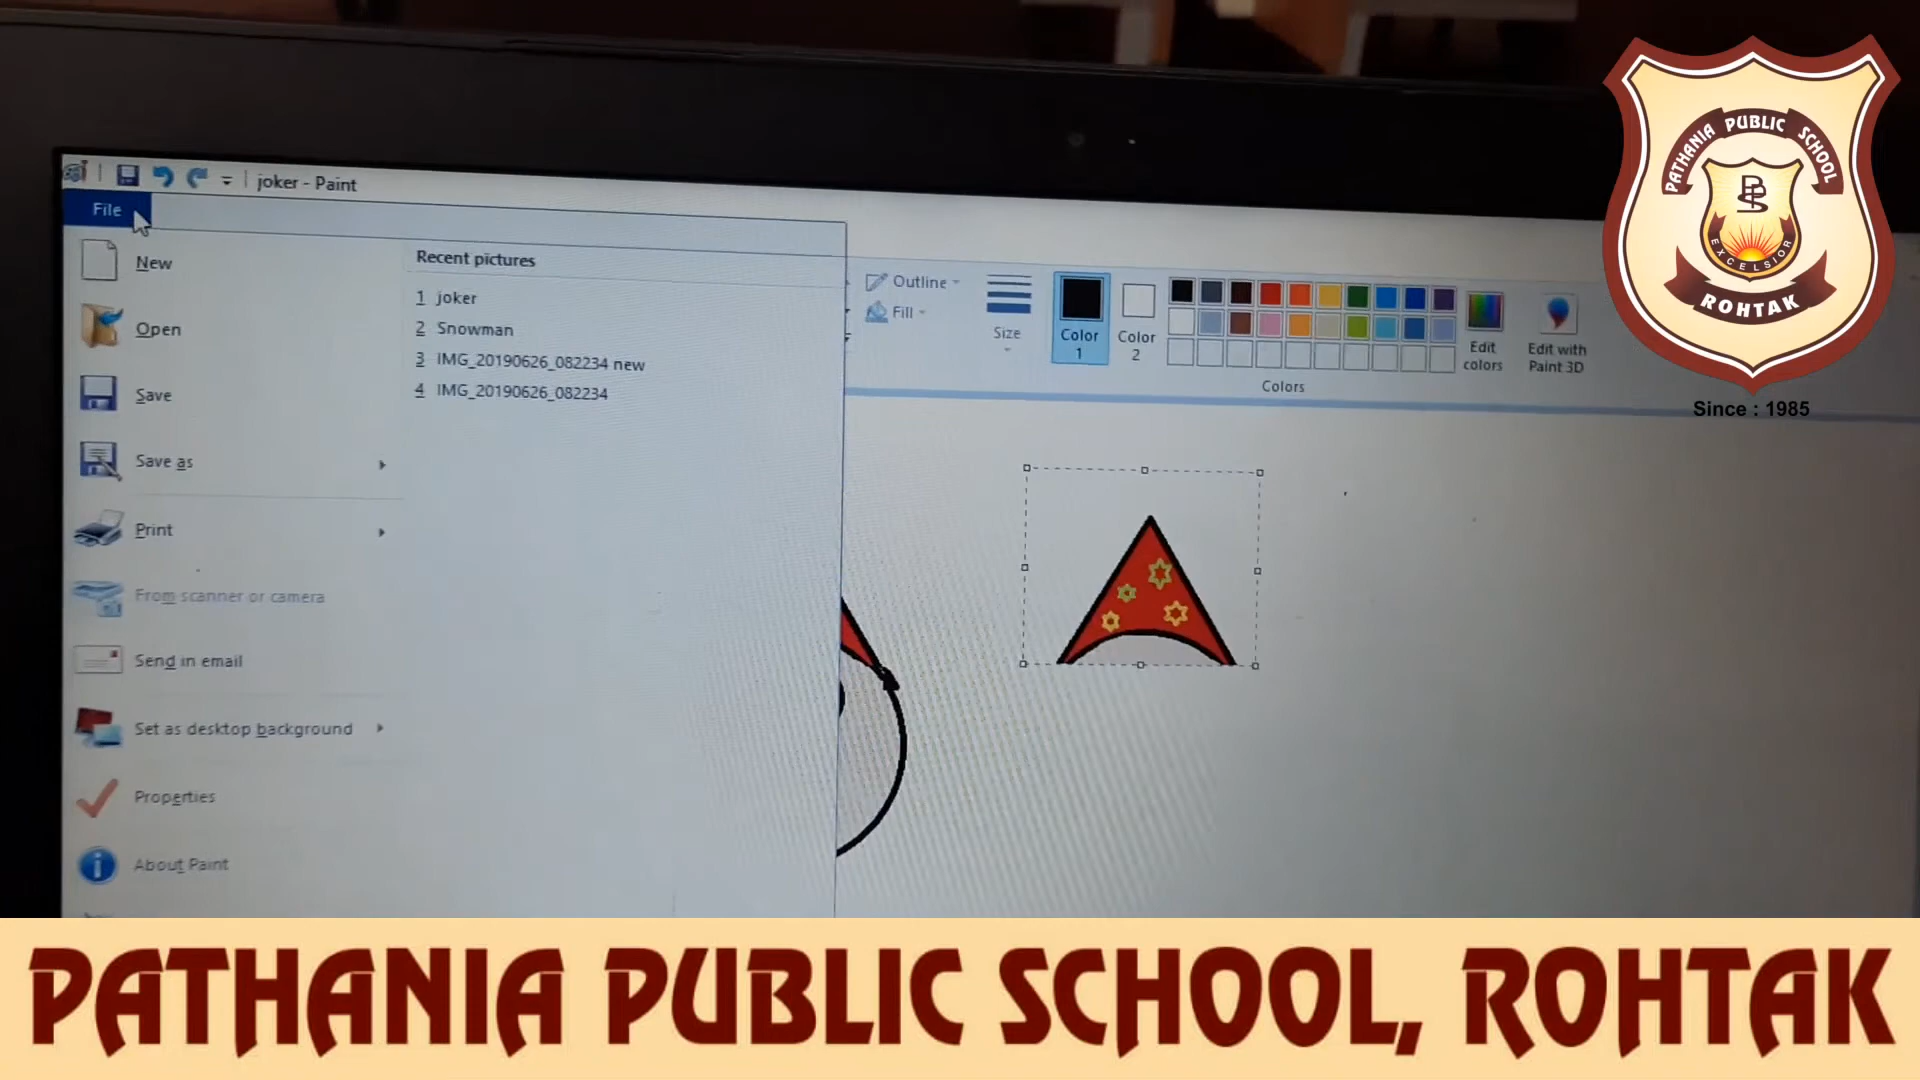 joker - Paint
File
New
Open
Save
Save as
Print
From scanner or camera
Send in email
Set as desktop background
Properties
About Paint
Recent pictures
1 joker
2 Snowman
3 IMG_20190626_082234 new
4 IMG_20190626_082234
Outline
Fill
Size
Color
1
Color
2
Edit
colors
Edit with
Paint 3D
Colors
PATHANIA PUBLIC SCHOOL
PPS
EXCELSIOR
ROHTAK
Since : 1985
PATHANIA PUBLIC SCHOOL, ROHTAK